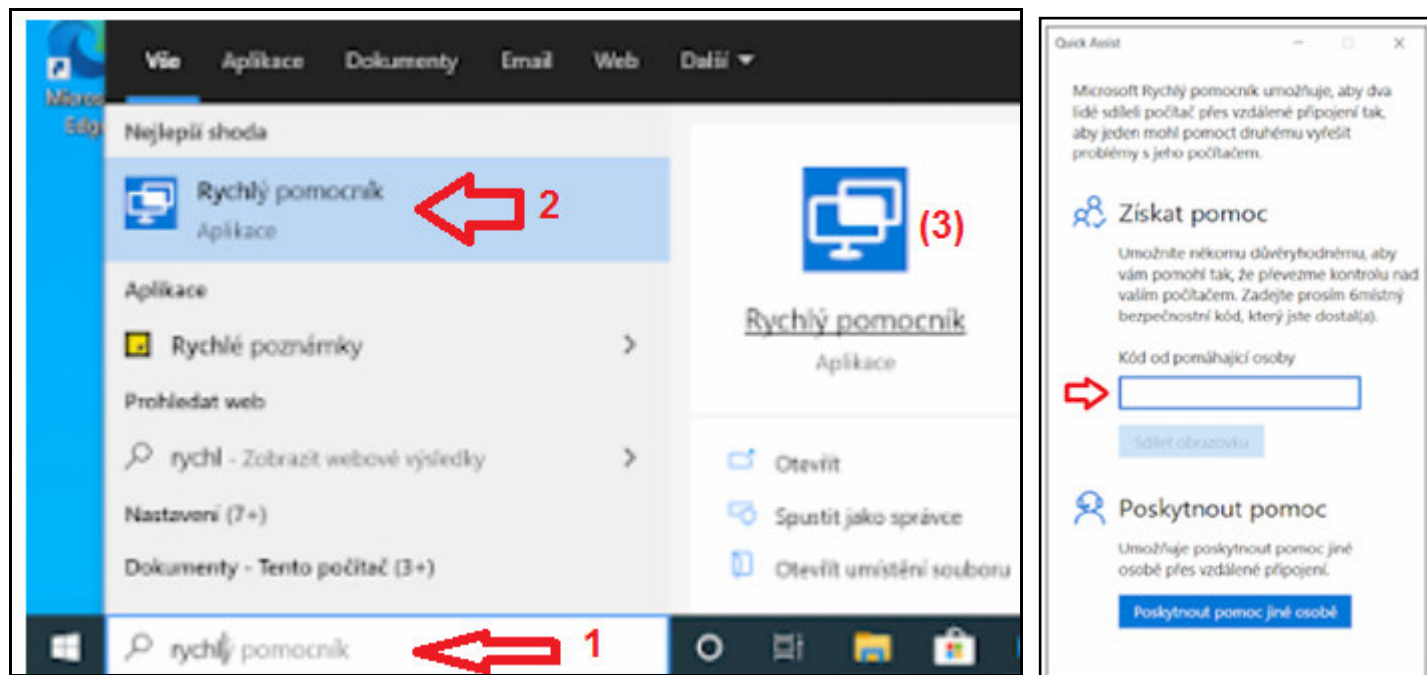 Vše Aplikace Dokumenty Email Web Další
Nejlepší shoda
Rychlý pomocník
Aplikace
2
Aplikace
Rychlé poznámky
Prohledat web
rychl - Zobrazit webové výsledky
Nastavení (7+)
Dokumenty - Tento počítač (3+)
rychlý pomocník
1
Edge
(3)
Rychlý pomocník
Aplikace
Otevřít
Spustit jako správce
Otevřít umístění souboru
Quick Assist
Microsoft Rychlý pomocník umožňuje, aby dva
lidé sdíleli počítač přes vzdálené připojení tak,
aby jeden mohl pomoct druhému vyřešit
problémy s jeho počítačem.
Získat pomoc
Umožníte někomu důvěryhodnému, aby
vám pomohl tak, že převezme kontrolu nad
vaším počítačem. Zadejte prosím 6místný
bezpečnostní kód, který jste dostal(a).
Kód od pomáhající osoby
Sdílet obrazovku
Poskytnout pomoc
Umožňuje poskytnout pomoc jiné
osobě přes vzdálené připojení.
Poskytnout pomoc jiné osobě